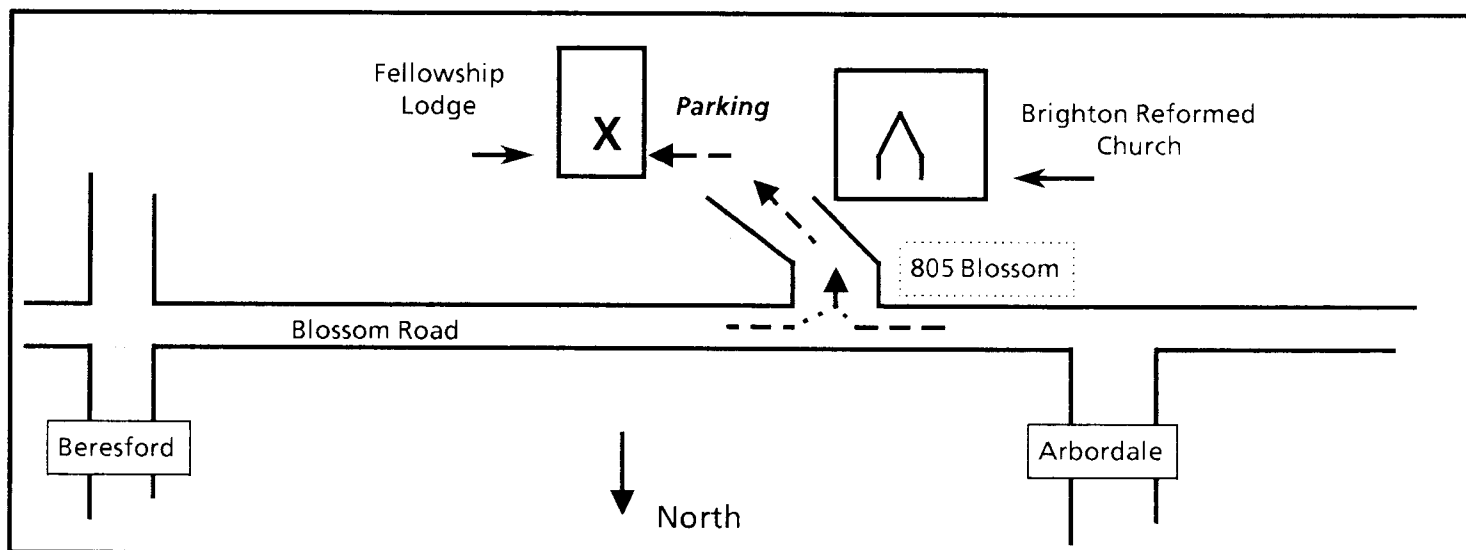 Fellowship
Lodge
X
Parking
Brighton Reformed
Church
805 Blossom
Blossom Road
Beresford
Arbordale
North